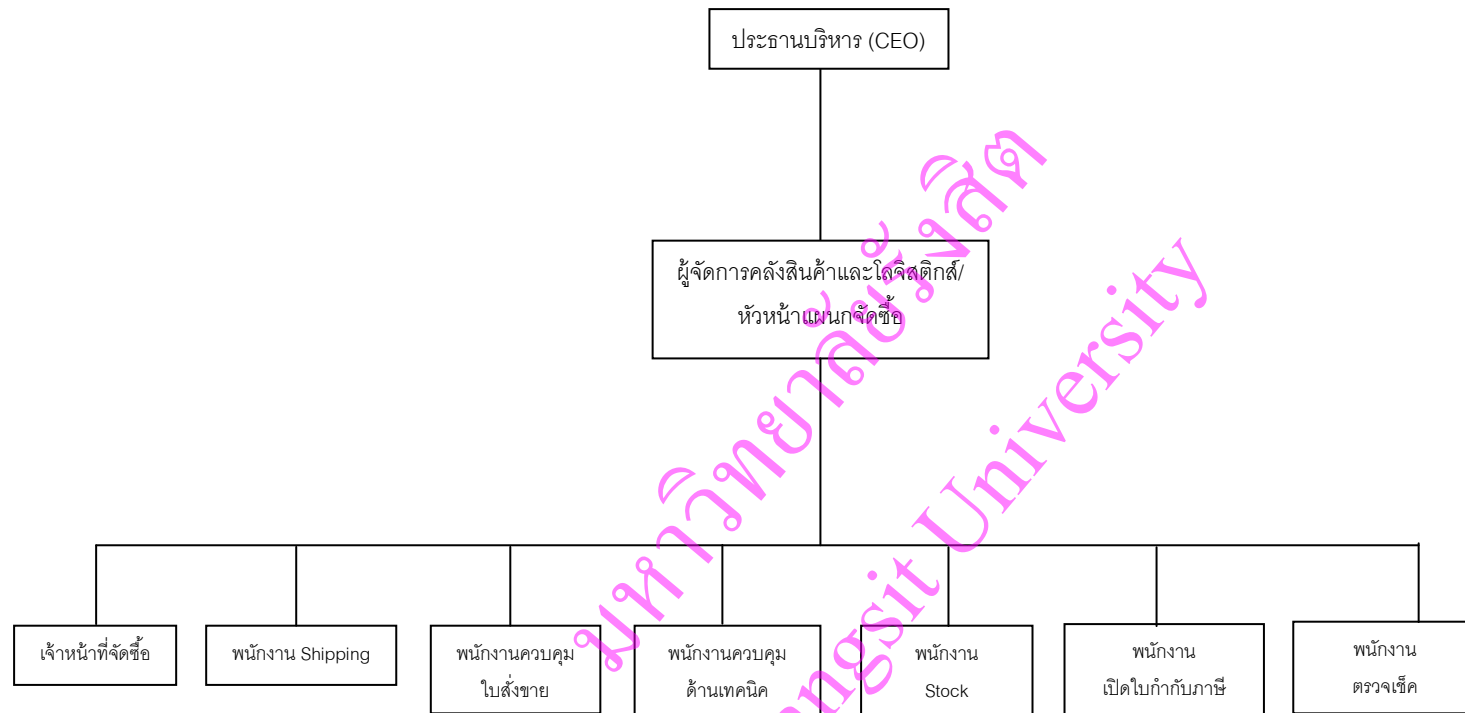 ประธานบริหาร (CEO)
ผู้จัดการคลังสินค้าและโลจิสติกส์/
หัวหน้าแผนกจัดซื้อ
เจ้าหน้าที่จัดซื้อ
พนักงาน Shipping
พนักงานควบคุม
ใบสั่งขาย
พนักงานควบคุม
ด้านเทคนิค
พนักงาน
Stock
พนักงาน
เปิดใบกำกับภาษี
พนักงาน
ตรวจเช็ค
มหาวิทยาลัยรังสิต
angsit University